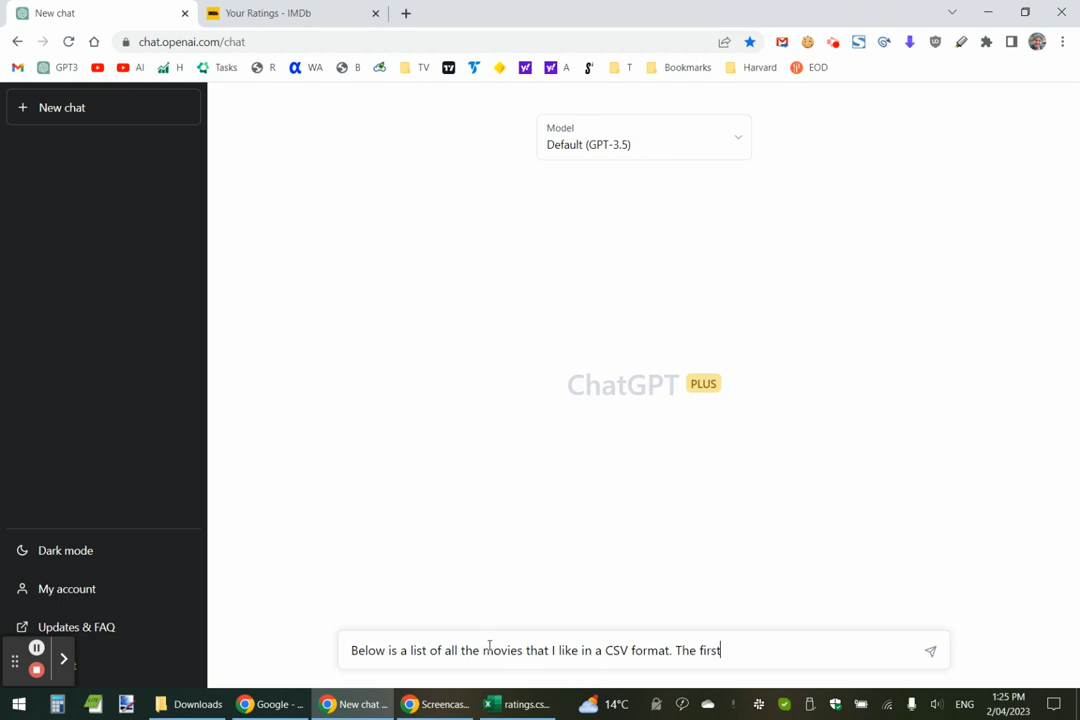 New chat
Your Ratings - IMDb
chat.openai.com/chat
GPT3
AI
H
Tasks
R
WA
B
TV
A
T
Bookmarks
Harvard
EOD
+ New chat
Model
Default (GPT-3.5)
ChatGPT PLUS
Dark mode
My account
Updates & FAQ
Below is a list of all the movies that I like in a CSV format. The first
Downloads
Google - ...
New chat ...
Screencas...
ratings.cs...
14°C
ENG
1:25 PM
2/04/2023